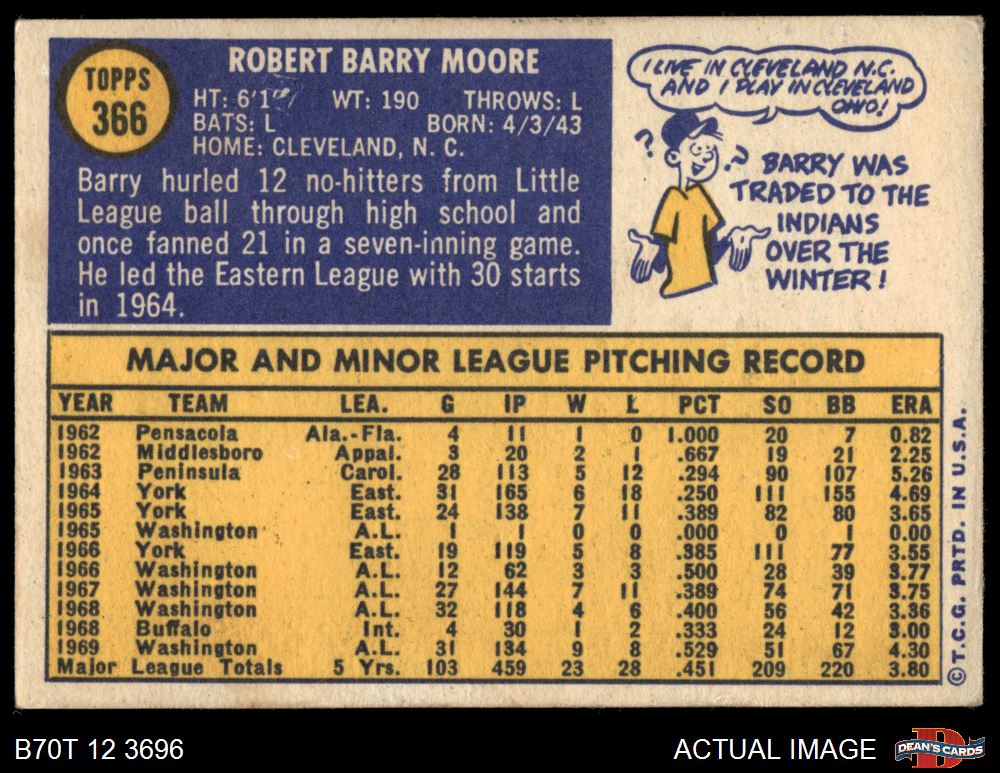 TOPPS
366
ROBERT BARRY MOORE
HT: 6'1" WT: 190 THROWS: L
BATS: L BORN: 4/3/43
HOME: CLEVELAND, N. C.
Barry hurled 12 no-hitters from Little
League ball through high school and
once fanned 21 in a seven-inning game.
He led the Eastern League with 30 starts
in 1964.
I LIVE IN CLEVELAND N.C.
AND I PLAY IN CLEVELAND
OHIO!
? ?
BARRY WAS
TRADED TO THE
INDIANS
OVER THE
WINTER!
MAJOR AND MINOR LEAGUE PITCHING RECORD
YEAR TEAM LEA. G IP W L PCT SO BB ERA
1962 Pensacola Ala.-Fla. 4 11 1 0 1.000 20 7 0.82
1962 Middlesboro Appal. 3 20 2 1 .667 19 21 2.25
1963 Peninsula Carol. 28 113 5 12 .294 90 107 5.26
1964 York East. 31 165 6 18 .250 111 155 4.69
1965 York East. 24 138 7 11 .389 82 80 3.65
1965 Washington A.L. 1 1 0 0 .000 0 1 0.00
1966 York East. 19 119 5 8 .385 111 77 3.55
1966 Washington A.L. 12 62 3 3 .500 28 39 3.77
1967 Washington A.L. 27 144 7 11 .389 74 71 3.75
1968 Washington A.L. 32 118 4 6 .400 56 42 3.36
1968 Buffalo Int. 4 30 1 2 .333 24 12 3.00
1969 Washington A.L. 31 134 9 8 .529 51 67 4.30
Major League Totals 5 Yrs. 103 459 23 28 .451 209 220 3.80
©T.C.G. PRTD. IN U.S.A.
B70T 12 3696
ACTUAL IMAGE
D
DEAN'S CARDS